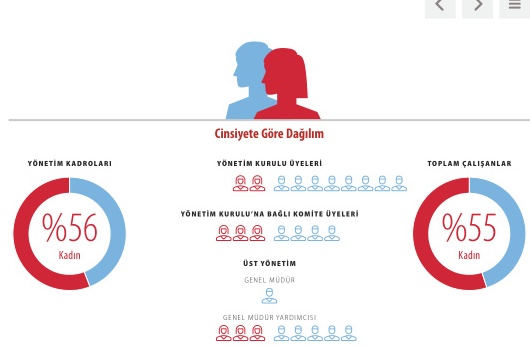 Cinsiyete Göre Dağılım
YÖNETİM KADROLARI
%56
Kadın
YÖNETİM KURULU ÜYELERİ
YÖNETİM KURULU'NA BAĞLI KOMİTE ÜYELERİ
ÜST YÖNETİM
GENEL MÜDÜR
GENEL MÜDÜR YARDIMCISI
TOPLAM ÇALIŞANLAR
%55
Kadın